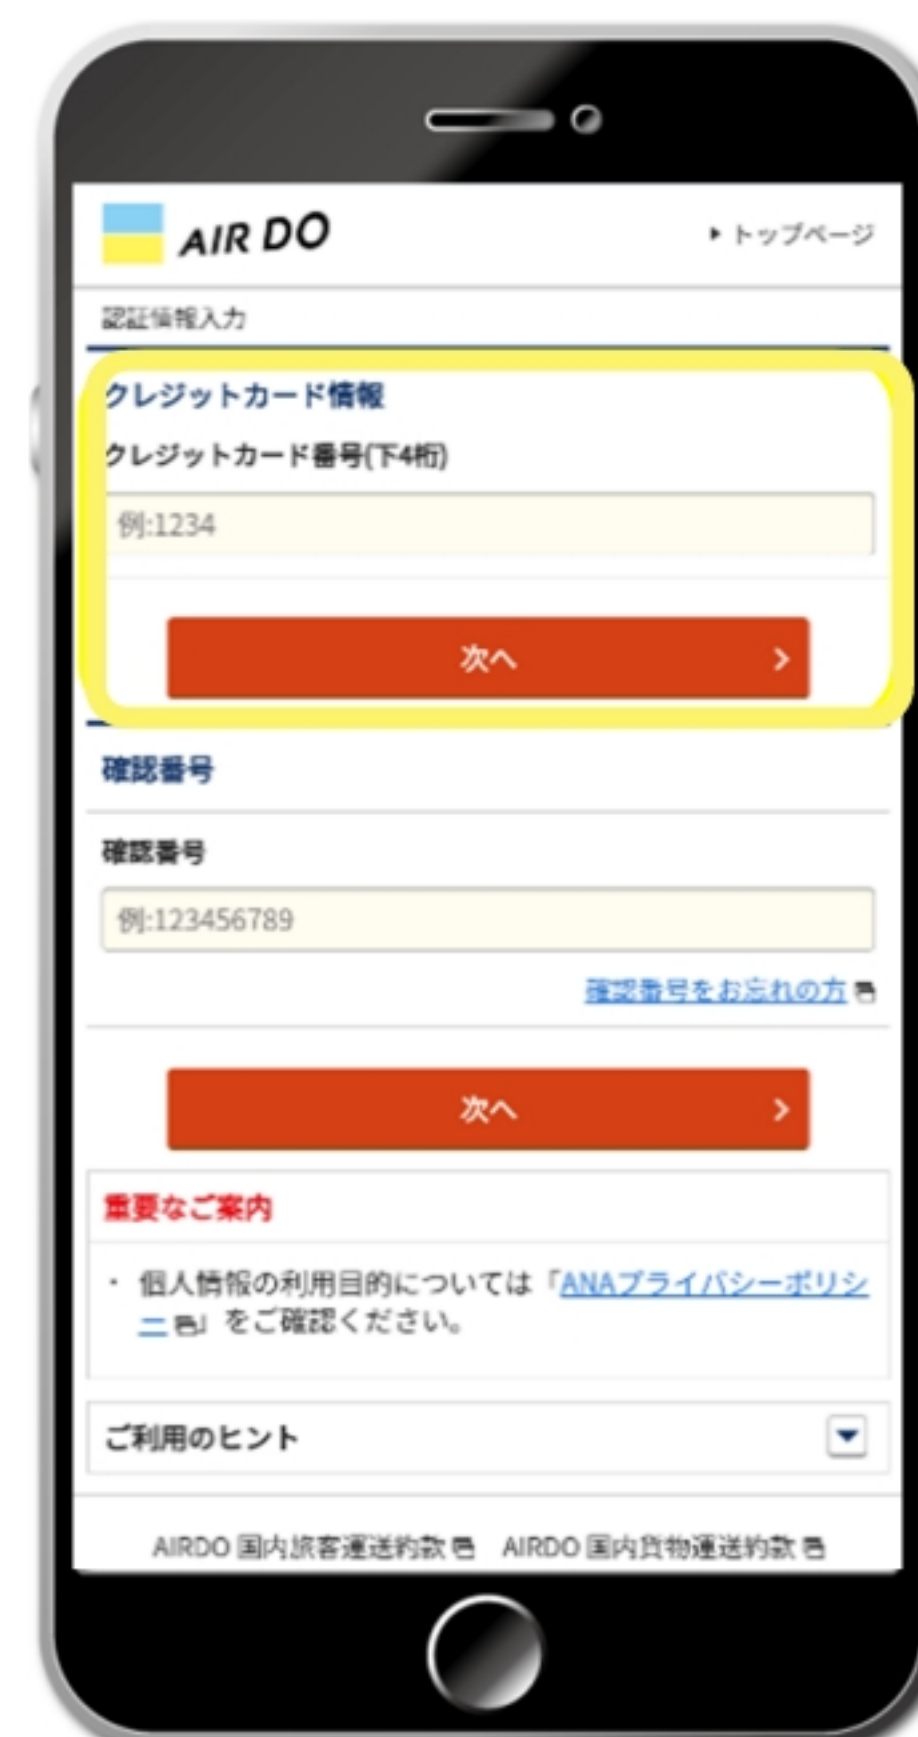 AIR DO
トップページ
認証情報入力
クレジットカード情報
クレジットカード番号(下4桁)
例:1234
次へ
確認番号
確認番号
例:123456789
確認番号をお忘れの方
次へ
重要なご案内
・ 個人情報の利用目的については「ANAプライバシーポリシ
ー」をご確認ください。
ご利用のヒント
AIRDO 国内旅客運送約款 AIRDO 国内貨物運送約款